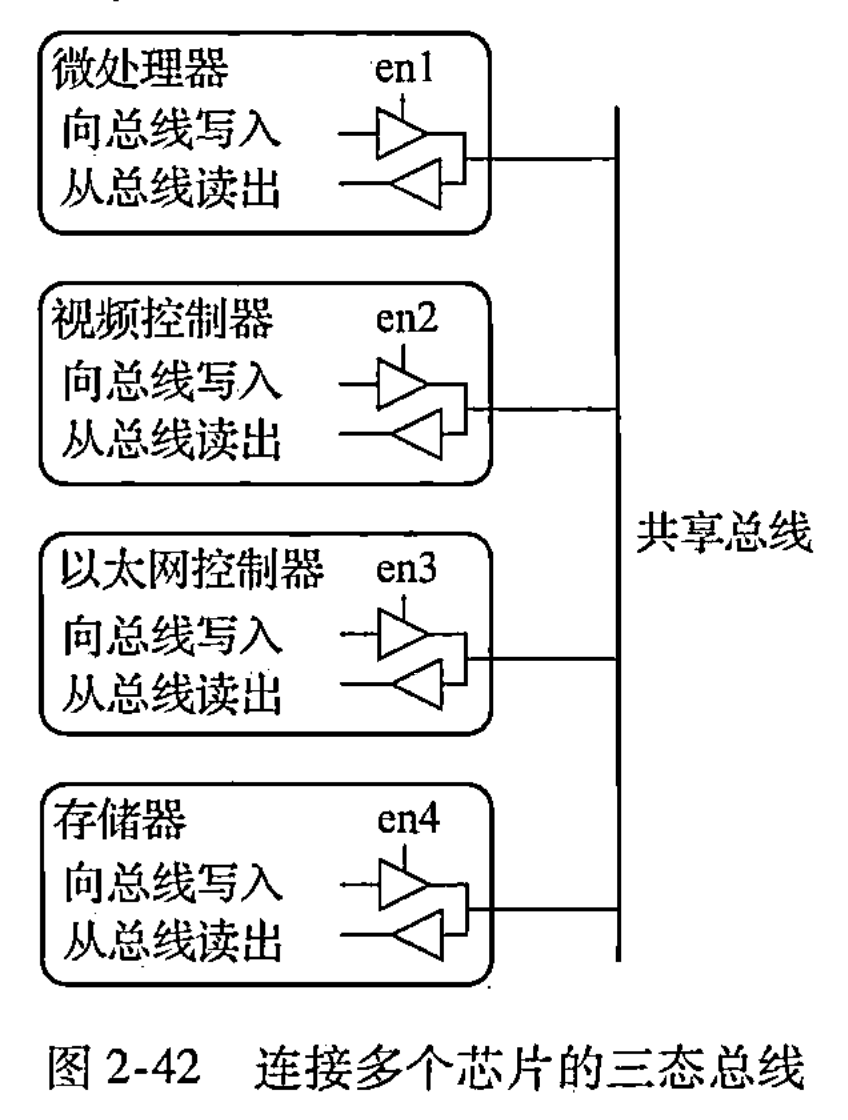 微处理器 en1
向总线写入
从总线读出
视频控制器 en2
向总线写入
从总线读出
共享总线
以太网控制器 en3
向总线写入
从总线读出
存储器 en4
向总线写入
从总线读出
图 2-42 连接多个芯片的三态总线